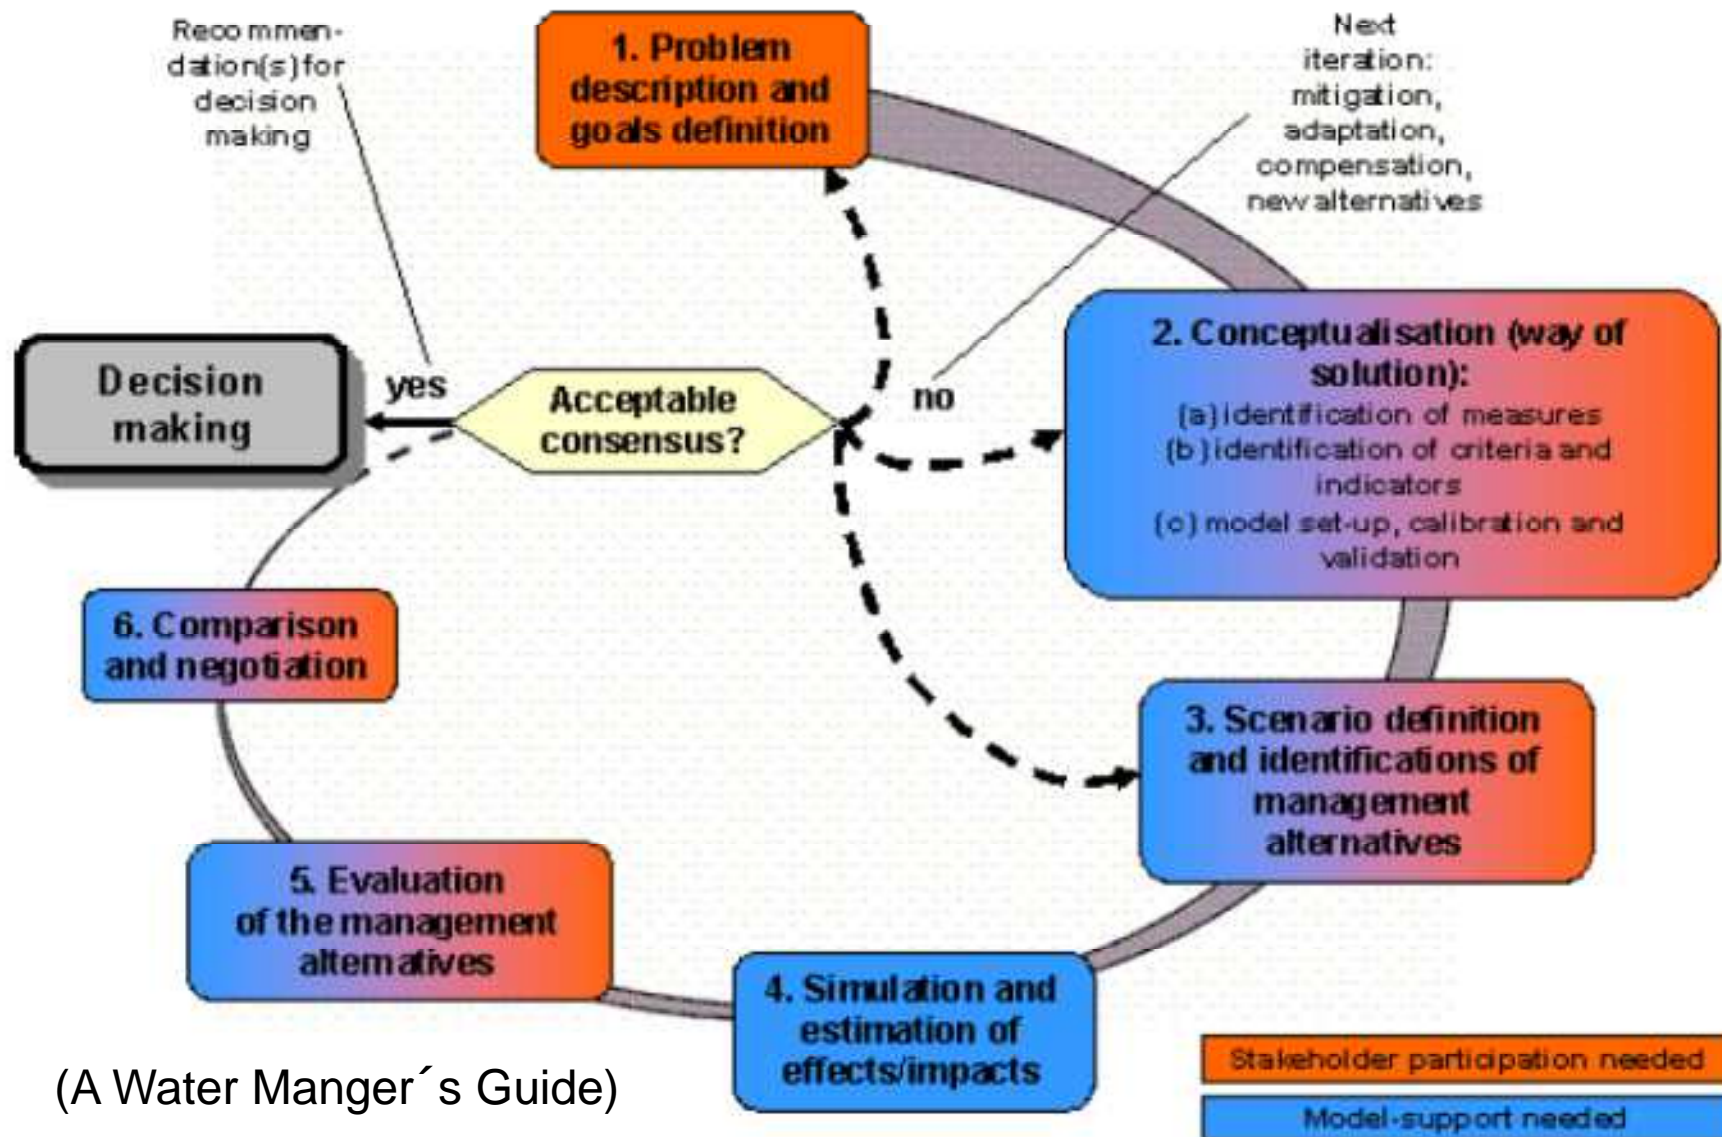 Recommen-
dation(s) for
decision
making
1. Problem
description and
goals definition
Next
iteration:
mitigation,
adaptation,
compensation,
new alternatives
2. Conceptualisation (way of
solution):
(a) identification of measures
(b) identification of criteria and
indicators
(c) model set-up, calibration and
validation
Decision
making
yes
Acceptable
consensus?
no
6. Comparison
and negotiation
3. Scenario definition
and identifications of
management
alternatives
5. Evaluation
of the management
alternatives
4. Simulation and
estimation of
effects/impacts
(A Water Manger´s Guide)
Stakeholder participation needed
Model-support needed